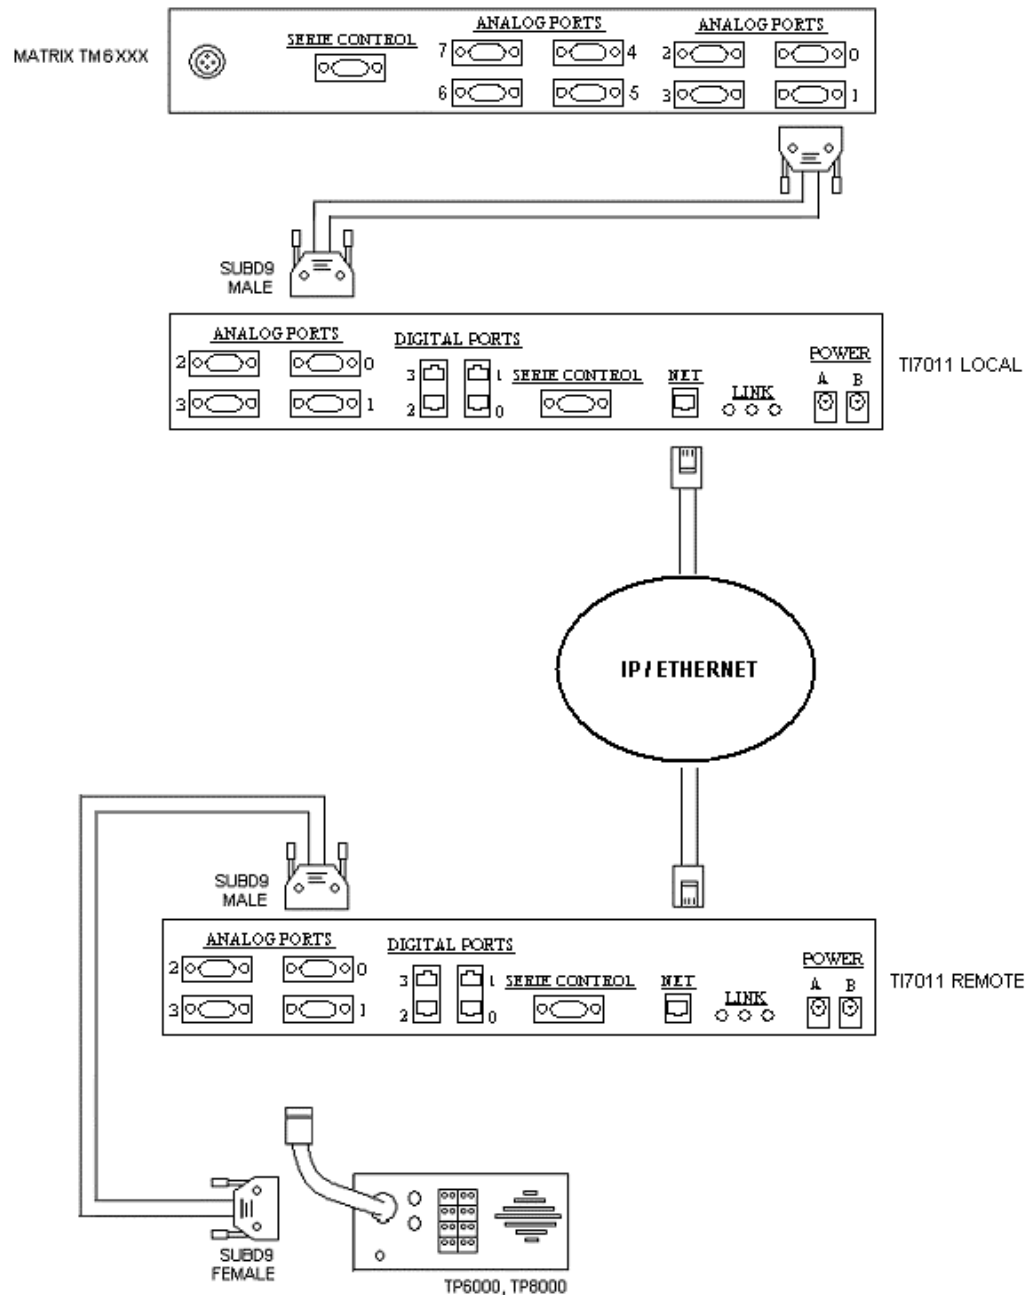 ANALOG PORTS
ANALOG PORTS
SERIE CONTROL
MATRIX TM6XXX
7 4 2 0
6 5 3 1
SUBD9
MALE
ANALOG PORTS
DIGITAL PORTS
POWER
TI7011 LOCAL
2 0 3 1 SERIE CONTROL NET LINK A B
3 1 2 0
IP / ETHERNET
SUBD9
MALE
ANALOG PORTS
DIGITAL PORTS
POWER
TI7011 REMOTE
2 0 3 1 SERIE CONTROL NET LINK A B
3 1 2 0
SUBD9
FEMALE
TP6000, TP8000